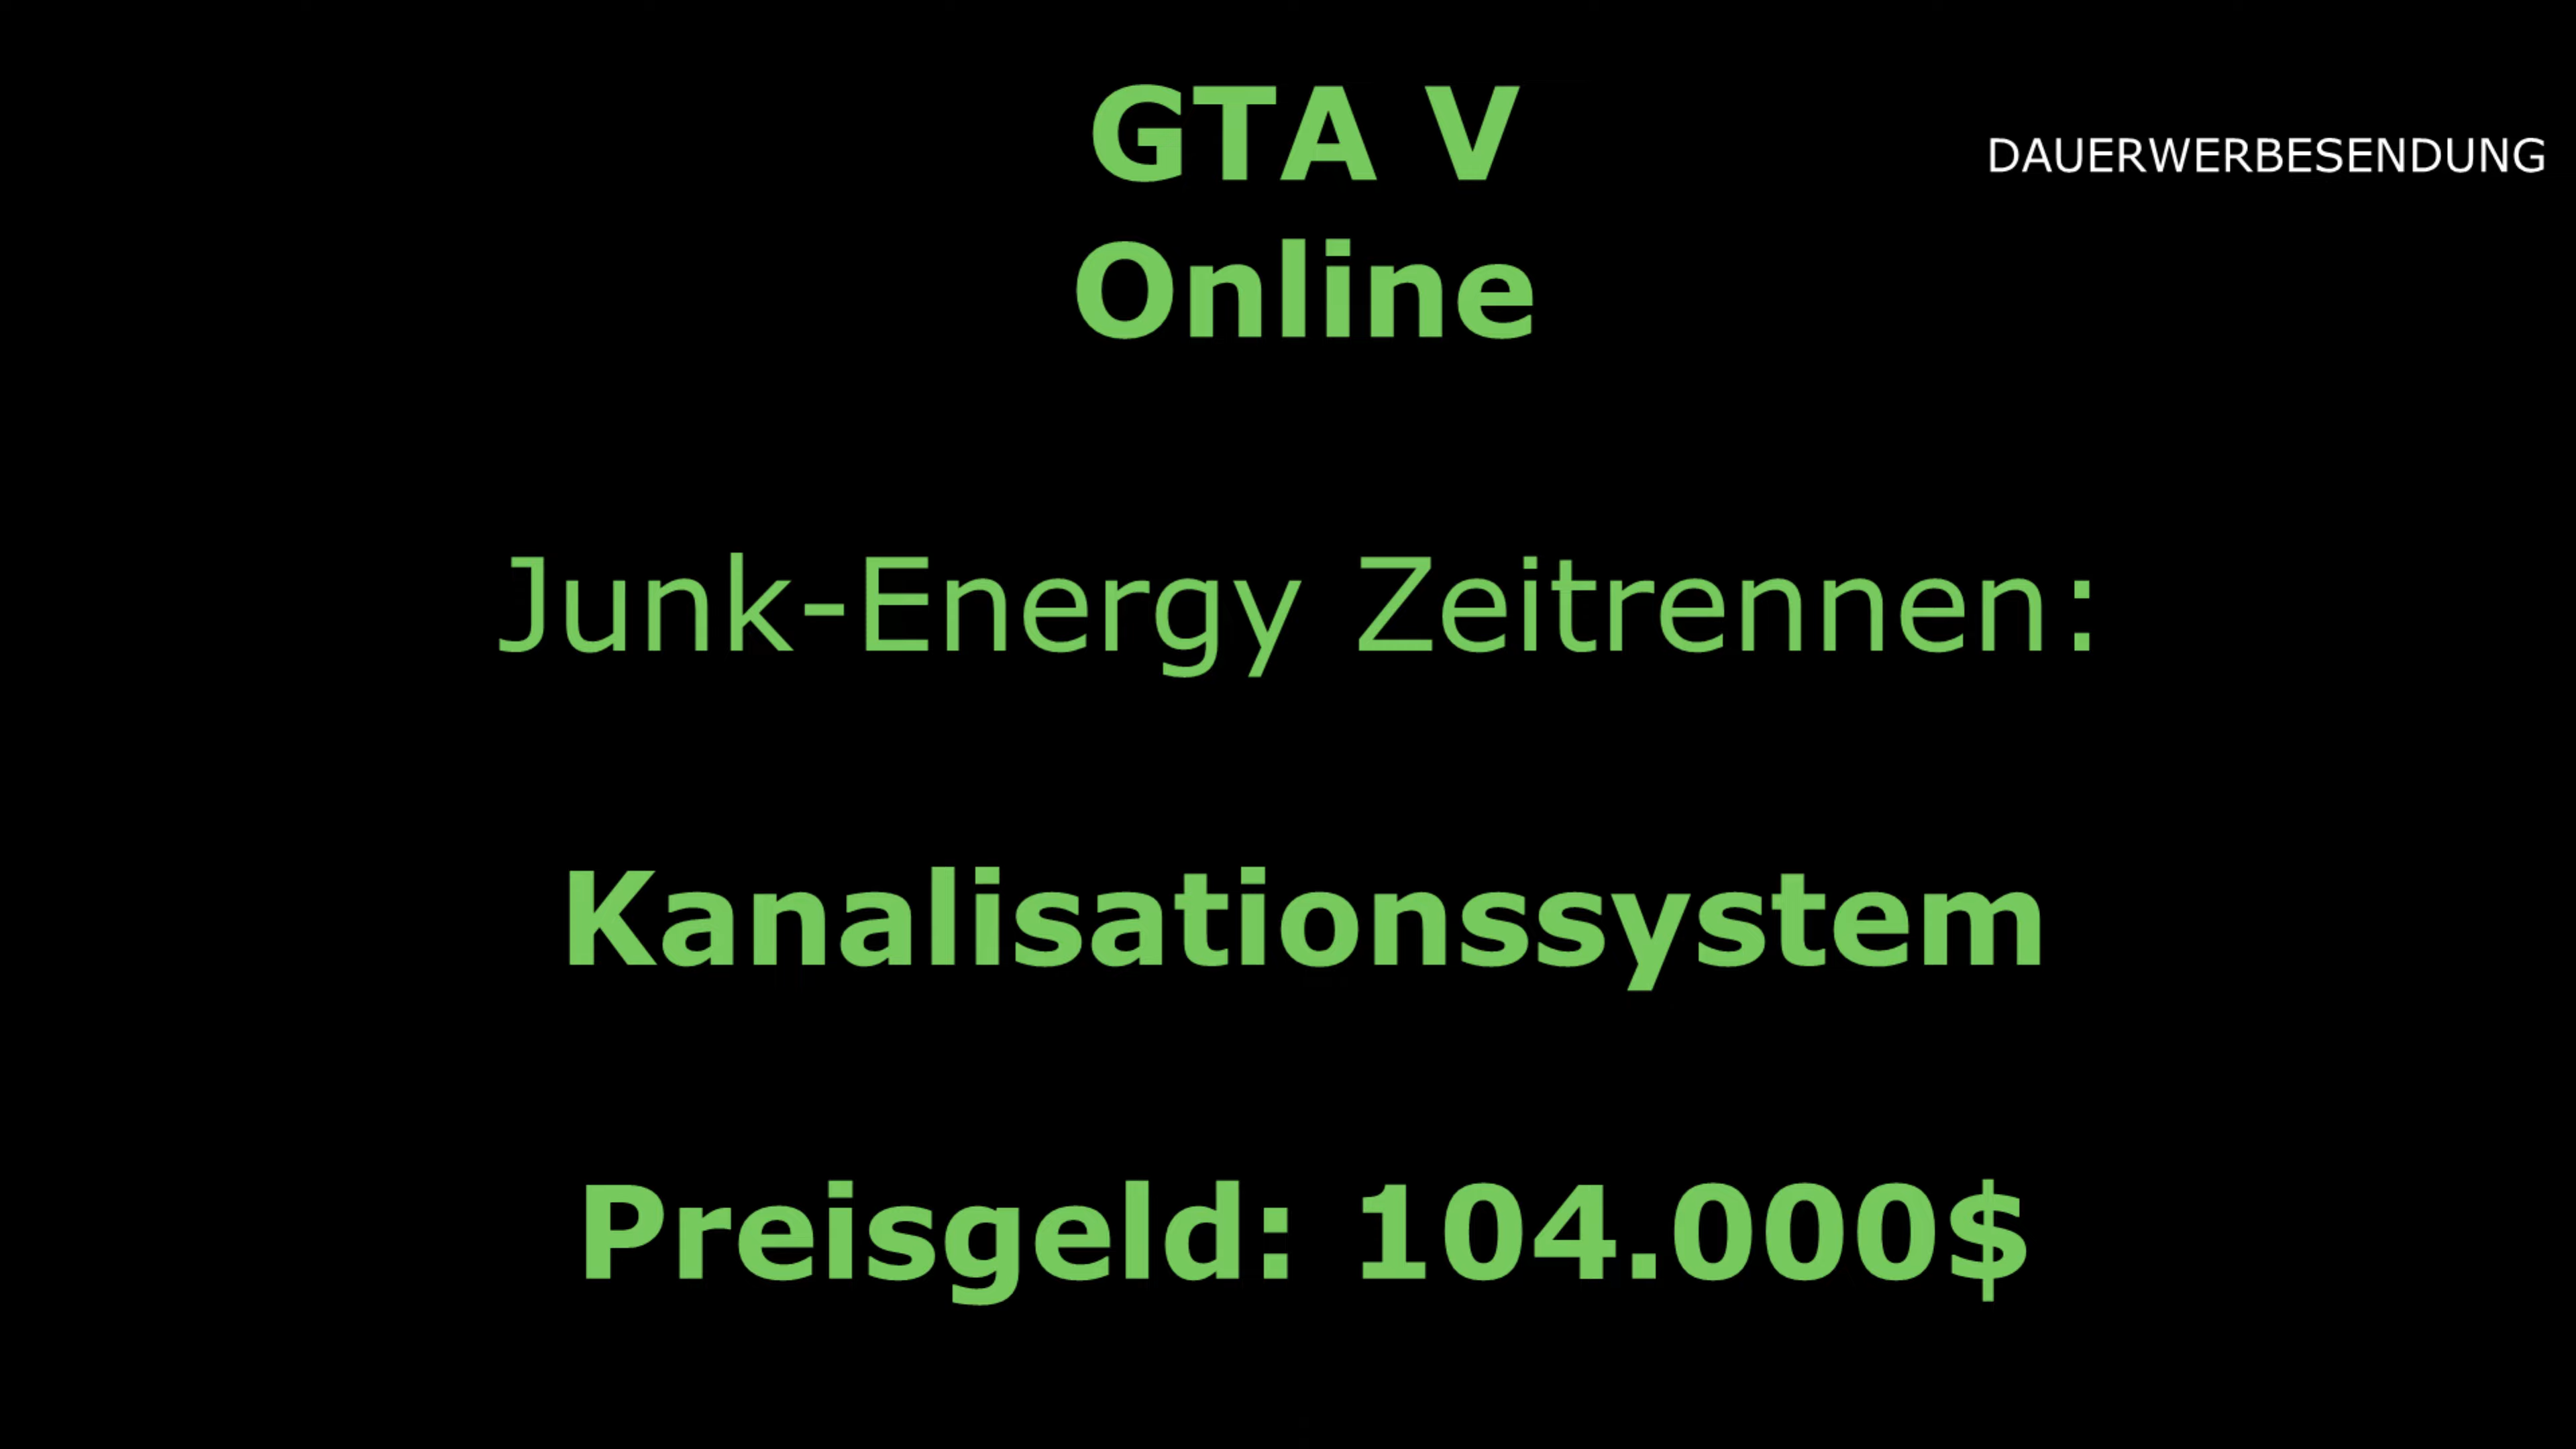 GTA V
DAUERWERBESENDUNG
Online
Junk-Energy Zeitrennen:
Kanalisationssystem
Preisgeld: 104.000$